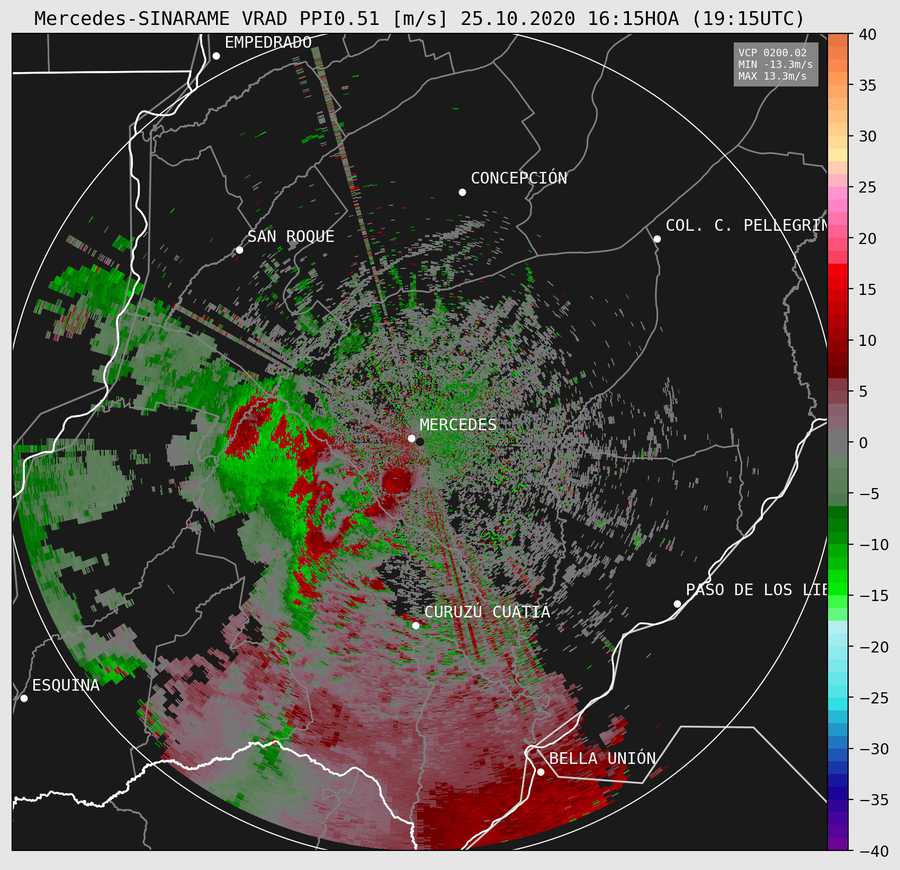 Mercedes-SINARAME VRAD PPI0.51 [m/s] 25.10.2020 16:15HOA (19:15UTC)
EMPEDRADO
VCP 0200.02
MIN -13.3m/s
MAX 13.3m/s
CONCEPCIÓN
COL. C. PELLEGRIN
SAN ROQUE
MERCEDES
PASO DE LOS LIE
CURUZÚ CUATIÁ
ESQUINA
BELLA UNIÓN
40
35
30
25
20
15
10
5
0
−5
−10
−15
−20
−25
−30
−35
−40